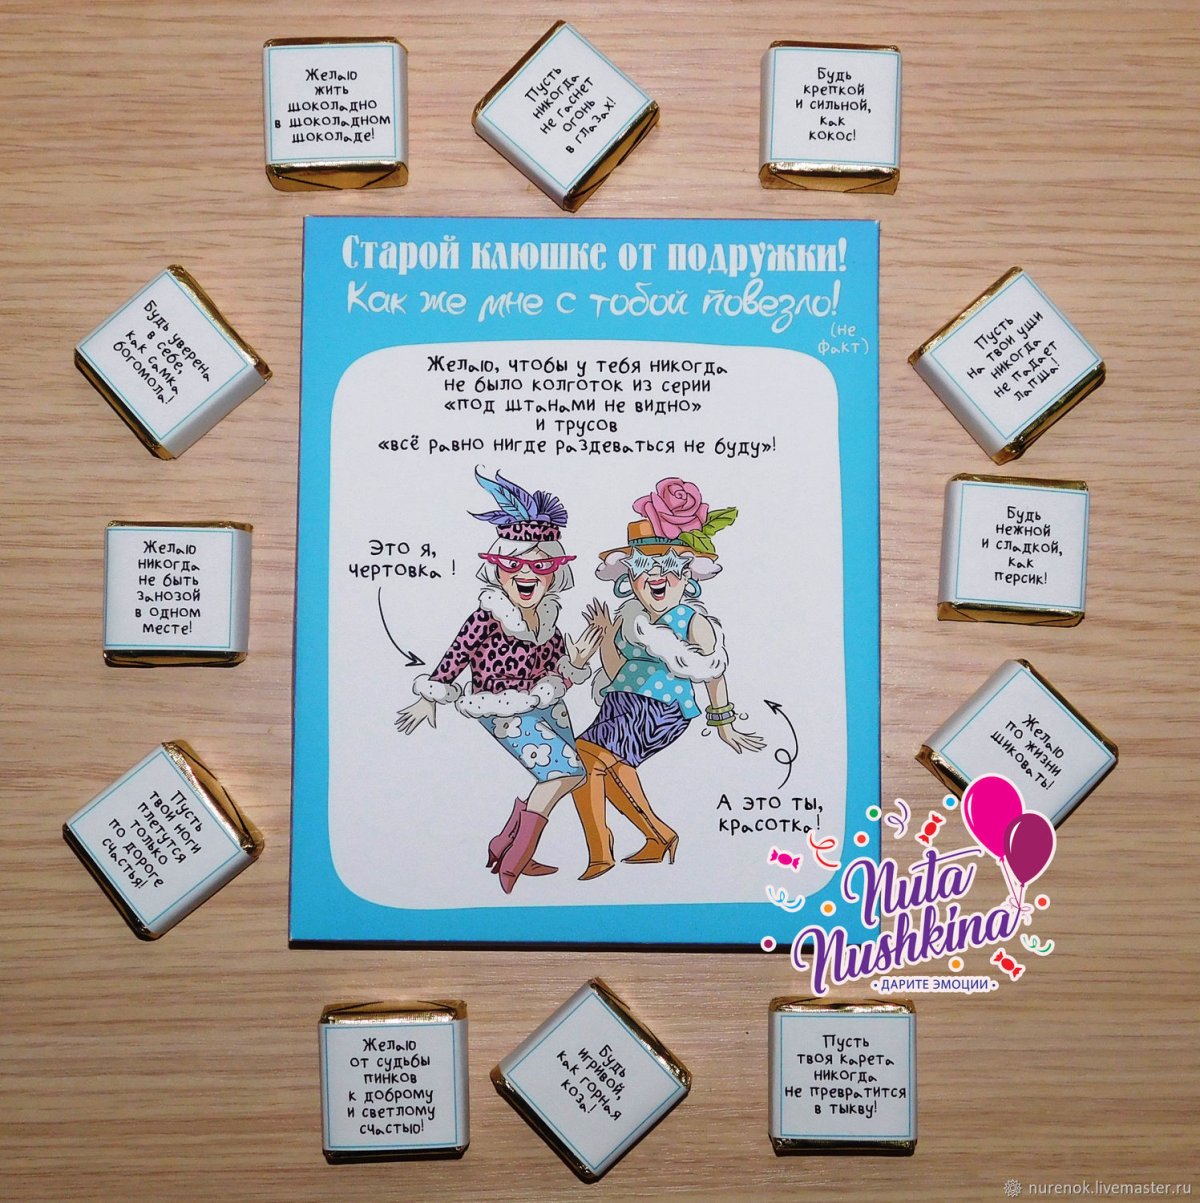 Желаю
жить
шоколадно
в шоколадном
шоколаде!
Пусть
никогда
не гаснет
огонь
в глазах!
Будь
крепкой
и сильной,
как
кокос!
Старой клюшке от подружки!
Как же мне с тобой повезло!
(не
факт)
Желаю, чтобы у тебя никогда
не было колготок из серии
«под штанами не видно»
и трусов
«всё равно нигде раздеваться не буду»!
Это я,
чертовка !
А это ты,
красотка!
Будь уверена
в себе,
как самка
богомола!
Пусть
на твои уши
никогда
не падает
лапша!
Желаю
никогда
не быть
занозой
в одном
месте!
Будь
нежной
и сладкой,
как
персик!
Пусть
твои ноги
плетутся
только
по дороге
счастья!
Желаю
по жизни
шиковать!
Nuta
Nushkina
• ДАРИТЕ ЭМОЦИИ •
Желаю
от судьбы
пинков
к доброму
и светлому
счастью!
Будь
игривой,
как горная
коза!
Пусть
твоя карета
никогда
не превратится
в тыкву!
nurenok.livemaster.ru